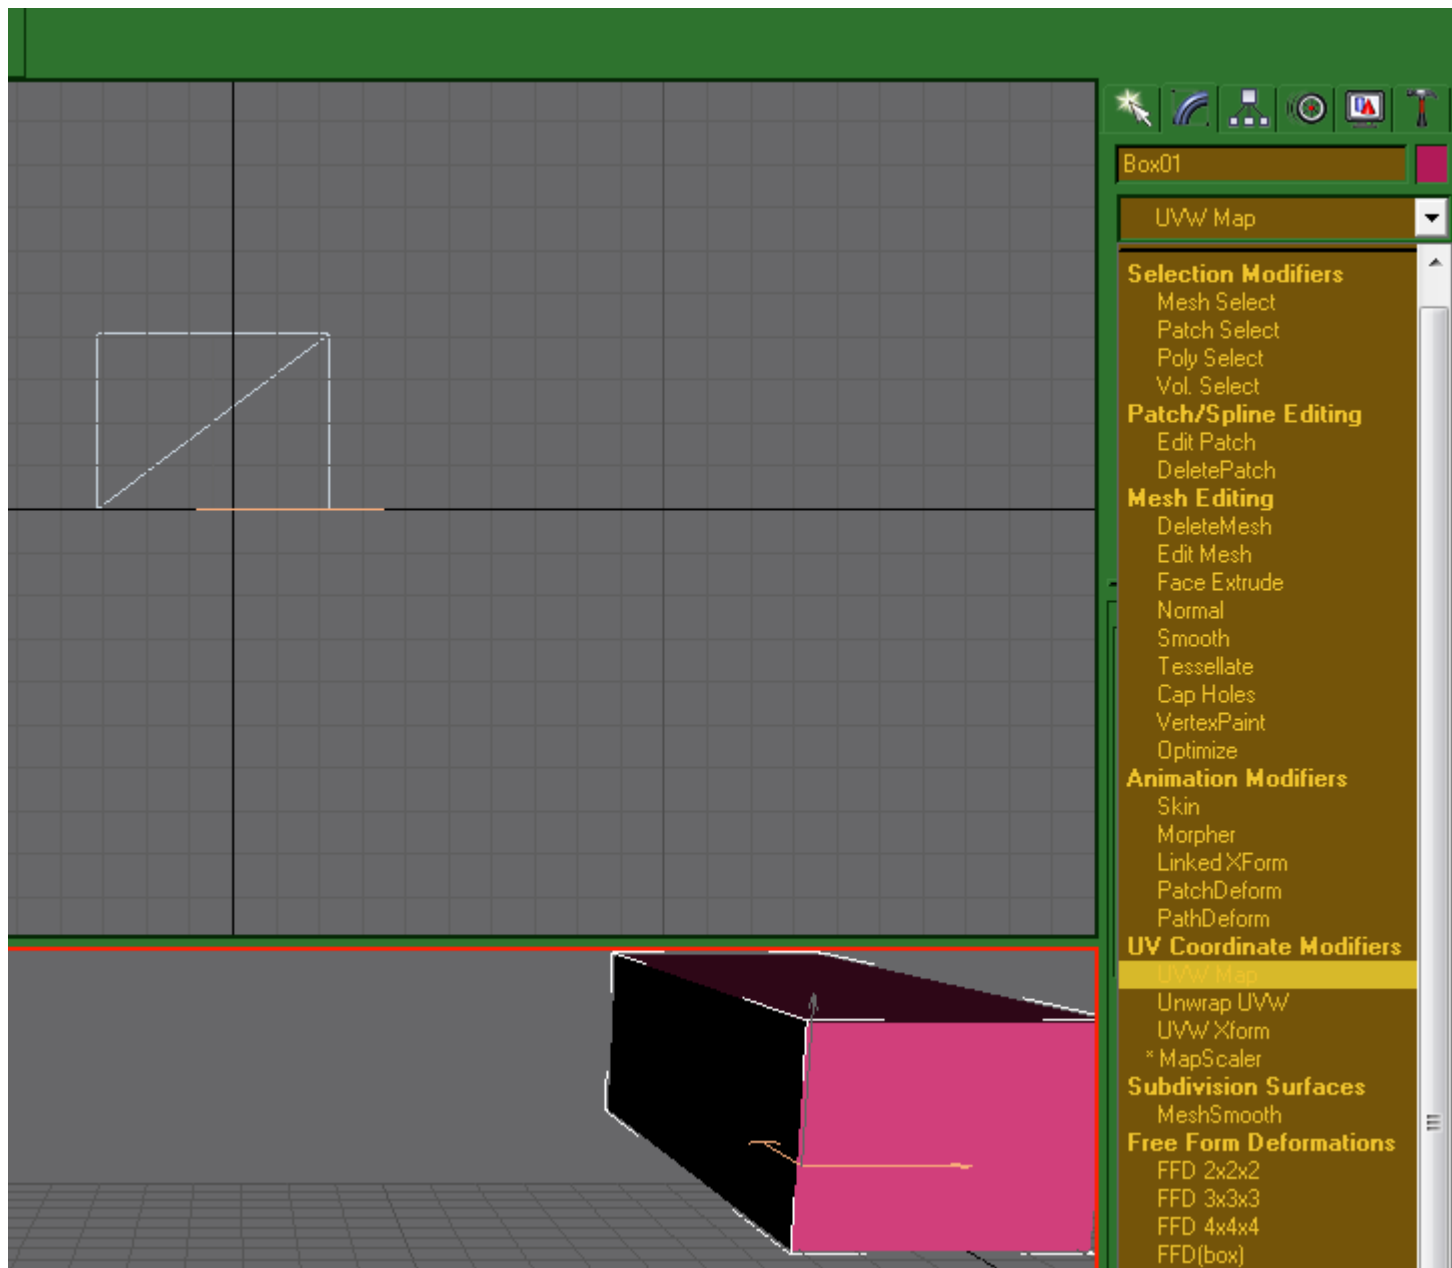 Box01
UVW Map
Selection Modifiers
Mesh Select
Patch Select
Poly Select
Vol. Select
Patch/Spline Editing
Edit Patch
DeletePatch
Mesh Editing
DeleteMesh
Edit Mesh
Face Extrude
Normal
Smooth
Tessellate
Cap Holes
VertexPaint
Optimize
Animation Modifiers
Skin
Morpher
Linked XForm
PatchDeform
PathDeform
UV Coordinate Modifiers
UVW Map
Unwrap UVW
UVW Xform
* MapScaler
Subdivision Surfaces
MeshSmooth
Free Form Deformations
FFD 2x2x2
FFD 3x3x3
FFD 4x4x4
FFD(box)